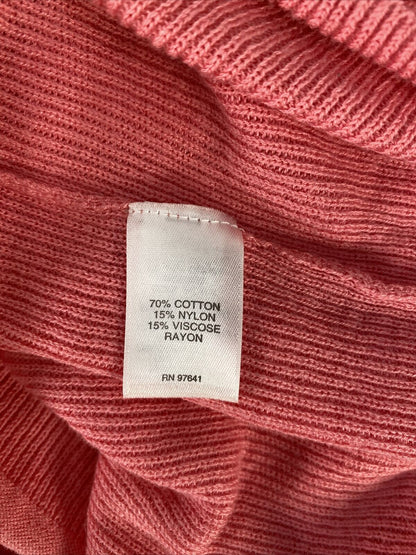 70% COTTON
15% NYLON
15% VISCOSE
RAYON
RN 97641